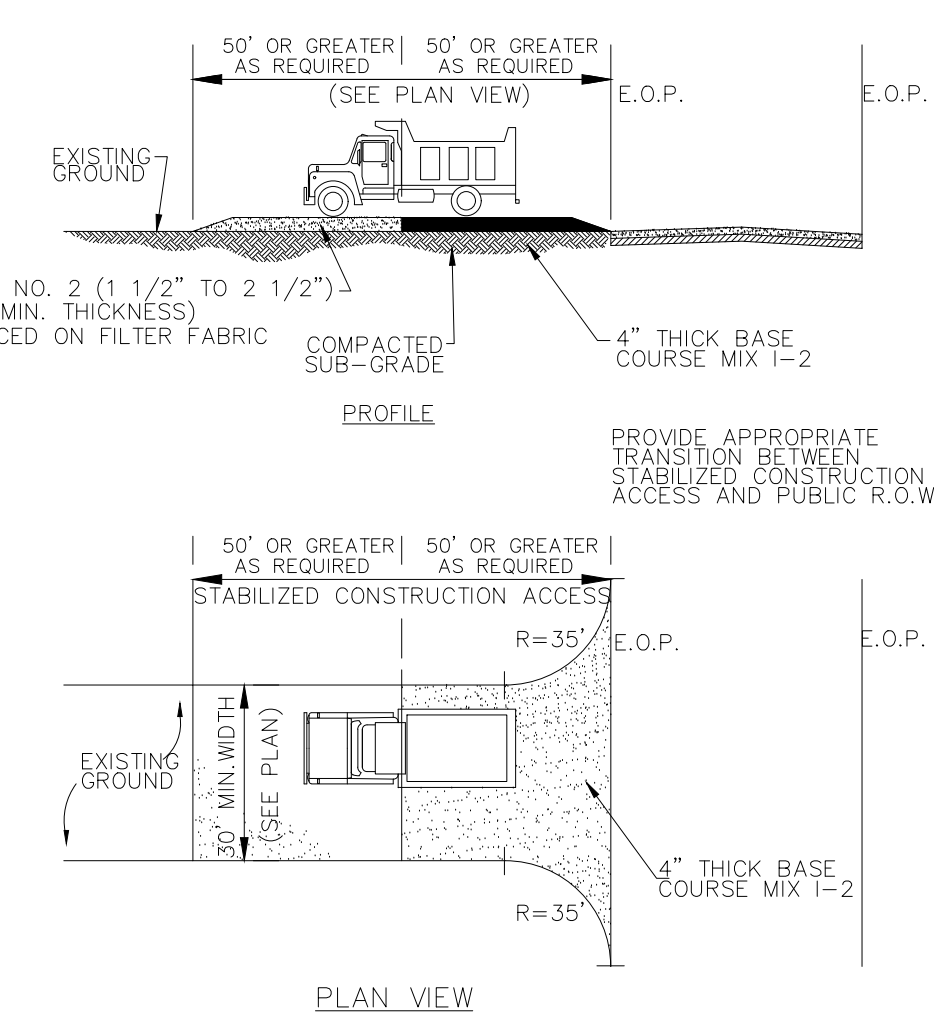 50' OR GREATER
AS REQUIRED
50' OR GREATER
AS REQUIRED
(SEE PLAN VIEW)
E.O.P.
E.O.P.
EXISTING
GROUND
NO. 2 (1 1/2" TO 2 1/2")
MIN. THICKNESS)
CED ON FILTER FABRIC
COMPACTED
SUB-GRADE
4" THICK BASE
COURSE MIX I-2
PROFILE
PROVIDE APPROPRIATE
TRANSITION BETWEEN
STABILIZED CONSTRUCTION
ACCESS AND PUBLIC R.O.W
50' OR GREATER
AS REQUIRED
50' OR GREATER
AS REQUIRED
STABILIZED CONSTRUCTION ACCESS
R=35'
E.O.P.
E.O.P.
30' MIN.WIDTH
(SEE PLAN)
EXISTING
GROUND
4" THICK BASE
COURSE MIX I-2
R=35'
PLAN VIEW